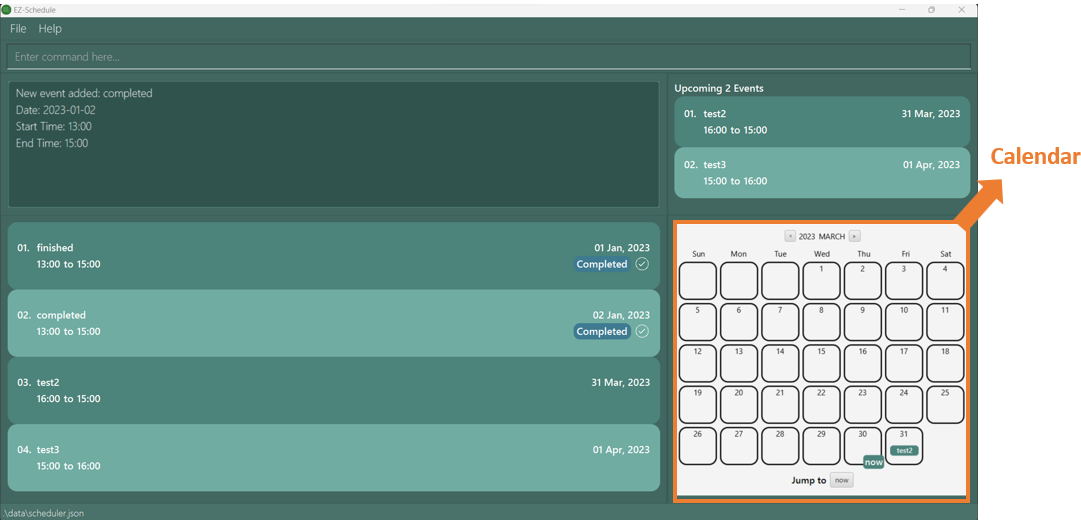 EZ-Schedule
File Help
Enter command here...
New event added: completed
Date: 2023-01-02
Start Time: 13:00
End Time: 15:00
Upcoming 2 Events
01. test2 31 Mar, 2023
16:00 to 15:00
02. test3 01 Apr, 2023
15:00 to 16:00
Calendar
01. finished 01 Jan, 2023
13:00 to 15:00 Completed
02. completed 02 Jan, 2023
13:00 to 15:00 Completed
03. test2 31 Mar, 2023
16:00 to 15:00
04. test3 01 Apr, 2023
15:00 to 16:00
2023 MARCH
Sun Mon Tue Wed Thu Fri Sat
1 2 3 4
5 6 7 8 9 10 11
12 13 14 15 16 17 18
19 20 21 22 23 24 25
26 27 28 29 30 31
test2
now
Jump to now
\data\scheduler.json